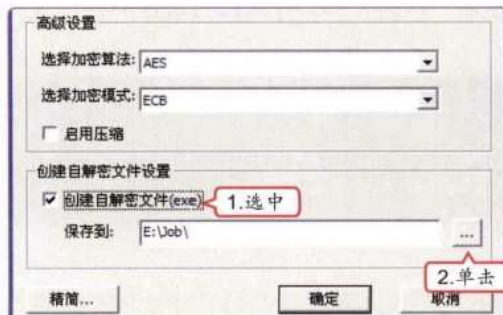 高级设置
选择加密算法: AES
选择加密模式: ECB
启用压缩
创建自解密文件设置
创建自解密文件(exe) 1.选中
保存到: E:\Job\ ...
2.单击
精简... 确定 取消